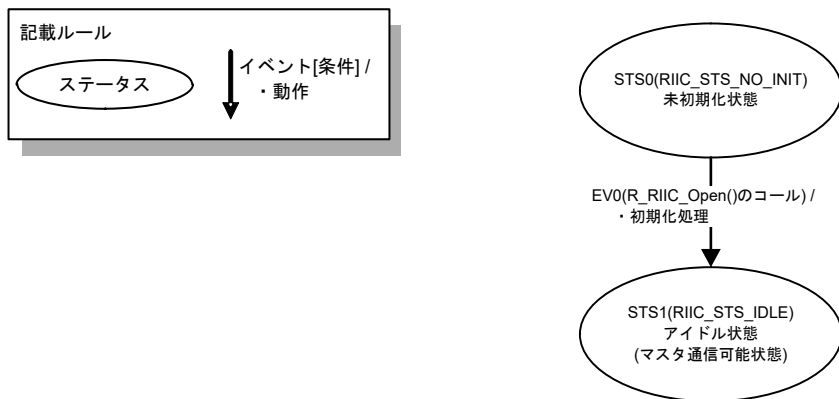 記載ルール
ステータス
イベント[条件] /
・動作
STS0(RIIC_STS_NO_INIT)
未初期化状態
EV0(R_RIIC_Open()のコール) /
・初期化処理
STS1(RIIC_STS_IDLE)
アイドル状態
(マスタ通信可能状態)